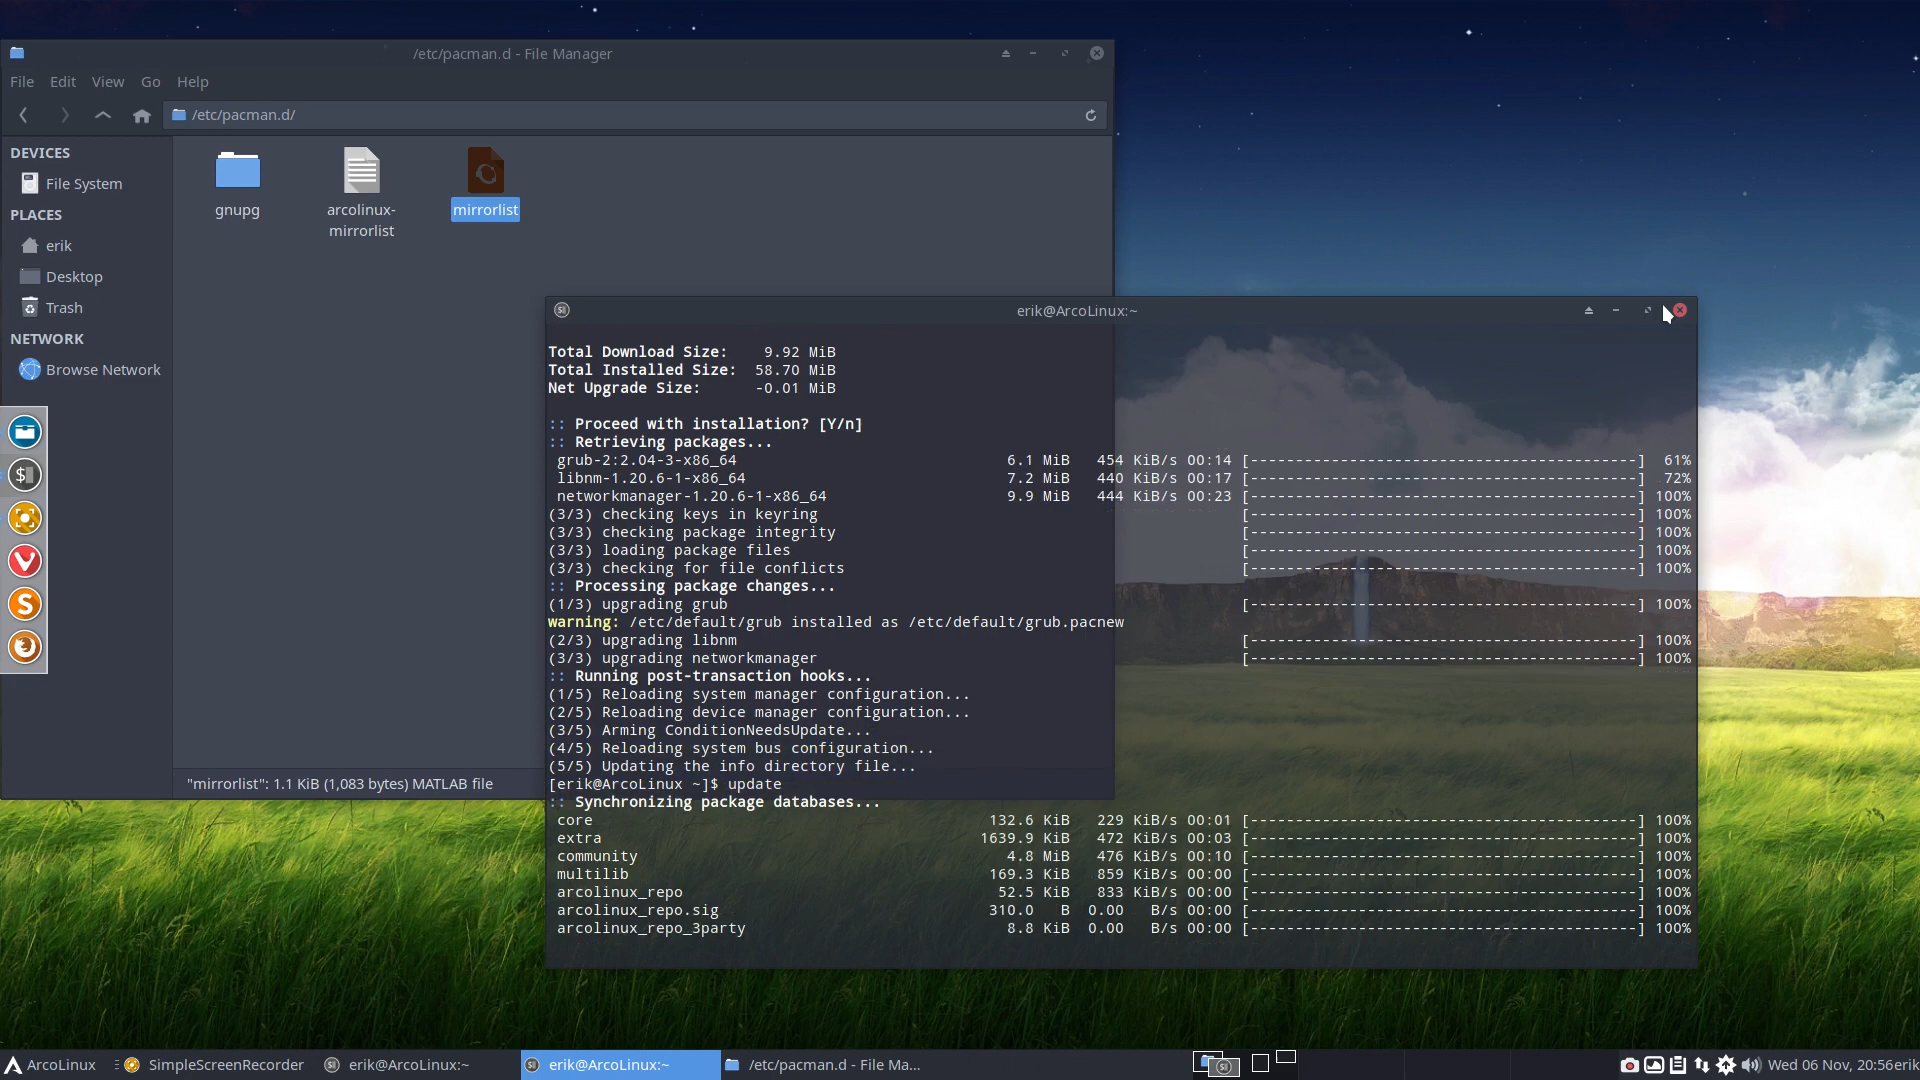 /etc/pacman.d - File Manager
File Edit View Go Help
/etc/pacman.d/
DEVICES
File System
PLACES
erik
Desktop
Trash
NETWORK
Browse Network
gnupg
arcolinux-
mirrorlist
mirrorlist
"mirrorlist": 1.1 KiB (1,083 bytes) MATLAB file
erik@ArcoLinux:~
Total Download Size: 9.92 MiB
Total Installed Size: 58.70 MiB
Net Upgrade Size: -0.01 MiB
:: Proceed with installation? [Y/n]
:: Retrieving packages...
grub-2:2.04-3-x86_64 6.1 MiB 454 KiB/s 00:14 [--------------------------------------------] 61%
libnm-1.20.6-1-x86_64 7.2 MiB 440 KiB/s 00:17 [--------------------------------------------] 72%
networkmanager-1.20.6-1-x86_64 9.9 MiB 444 KiB/s 00:23 [--------------------------------------------] 100%
(3/3) checking keys in keyring [--------------------------------------------] 100%
(3/3) checking package integrity [--------------------------------------------] 100%
(3/3) loading package files [--------------------------------------------] 100%
(3/3) checking for file conflicts [--------------------------------------------] 100%
:: Processing package changes...
(1/3) upgrading grub [--------------------------------------------] 100%
warning: /etc/default/grub installed as /etc/default/grub.pacnew
(2/3) upgrading libnm [--------------------------------------------] 100%
(3/3) upgrading networkmanager [--------------------------------------------] 100%
:: Running post-transaction hooks...
(1/5) Reloading system manager configuration...
(2/5) Reloading device manager configuration...
(3/5) Arming ConditionNeedsUpdate...
(4/5) Reloading system bus configuration...
(5/5) Updating the info directory file...
[erik@ArcoLinux ~]$ update
:: Synchronizing package databases...
core 132.6 KiB 229 KiB/s 00:01 [--------------------------------------------] 100%
extra 1639.9 KiB 472 KiB/s 00:03 [--------------------------------------------] 100%
community 4.8 MiB 476 KiB/s 00:10 [--------------------------------------------] 100%
multilib 169.3 KiB 859 KiB/s 00:00 [--------------------------------------------] 100%
arcolinux_repo 52.5 KiB 833 KiB/s 00:00 [--------------------------------------------] 100%
arcolinux_repo.sig 310.0 B 0.00 B/s 00:00 [--------------------------------------------] 100%
arcolinux_repo_3party 8.8 KiB 0.00 B/s 00:00 [--------------------------------------------] 100%
ArcoLinux SimpleScreenRecorder erik@ArcoLinux:~ erik@ArcoLinux:~ /etc/pacman.d - File Ma... Wed 06 Nov, 20:56erik